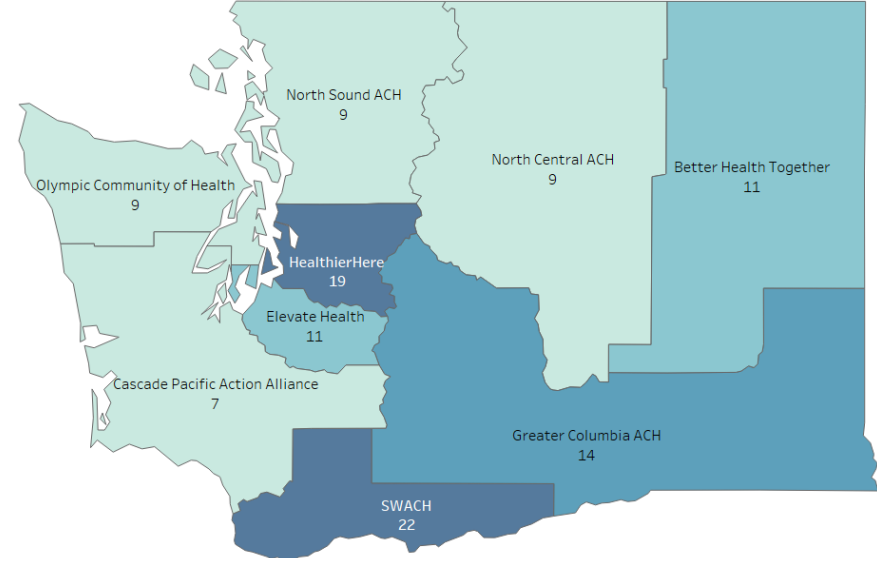 North Sound ACH
9
North Central ACH
9
Better Health Together
11
Olympic Community of Health
9
HealthierHere
19
Elevate Health
11
Cascade Pacific Action Alliance
7
Greater Columbia ACH
14
SWACH
22